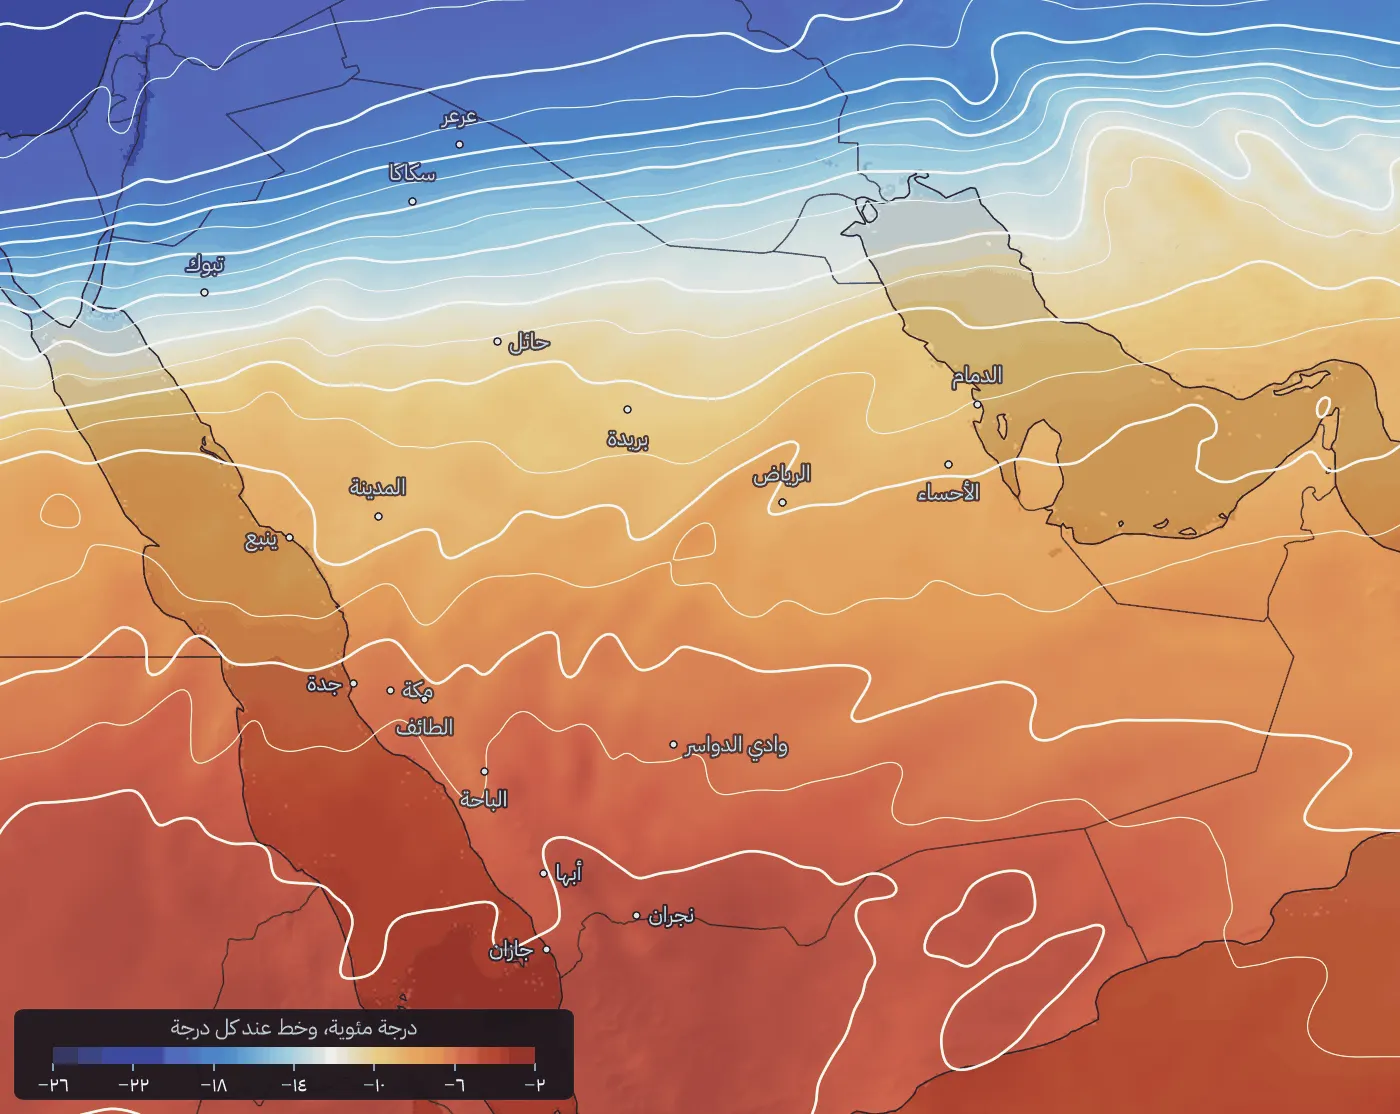 عرعر
سكاكا
تبوك
حائل
الدمام
بريدة
الرياض
المدينة
الأحساء
ينبع
جدة
مكة
الطائف
وادي الدواسر
الباحة
أبها
نجران
جازان
درجة مئوية، وخط عند كل درجة
−٢٦ −٢٢ −١٨ −١٤ −١٠ −٦ −٢